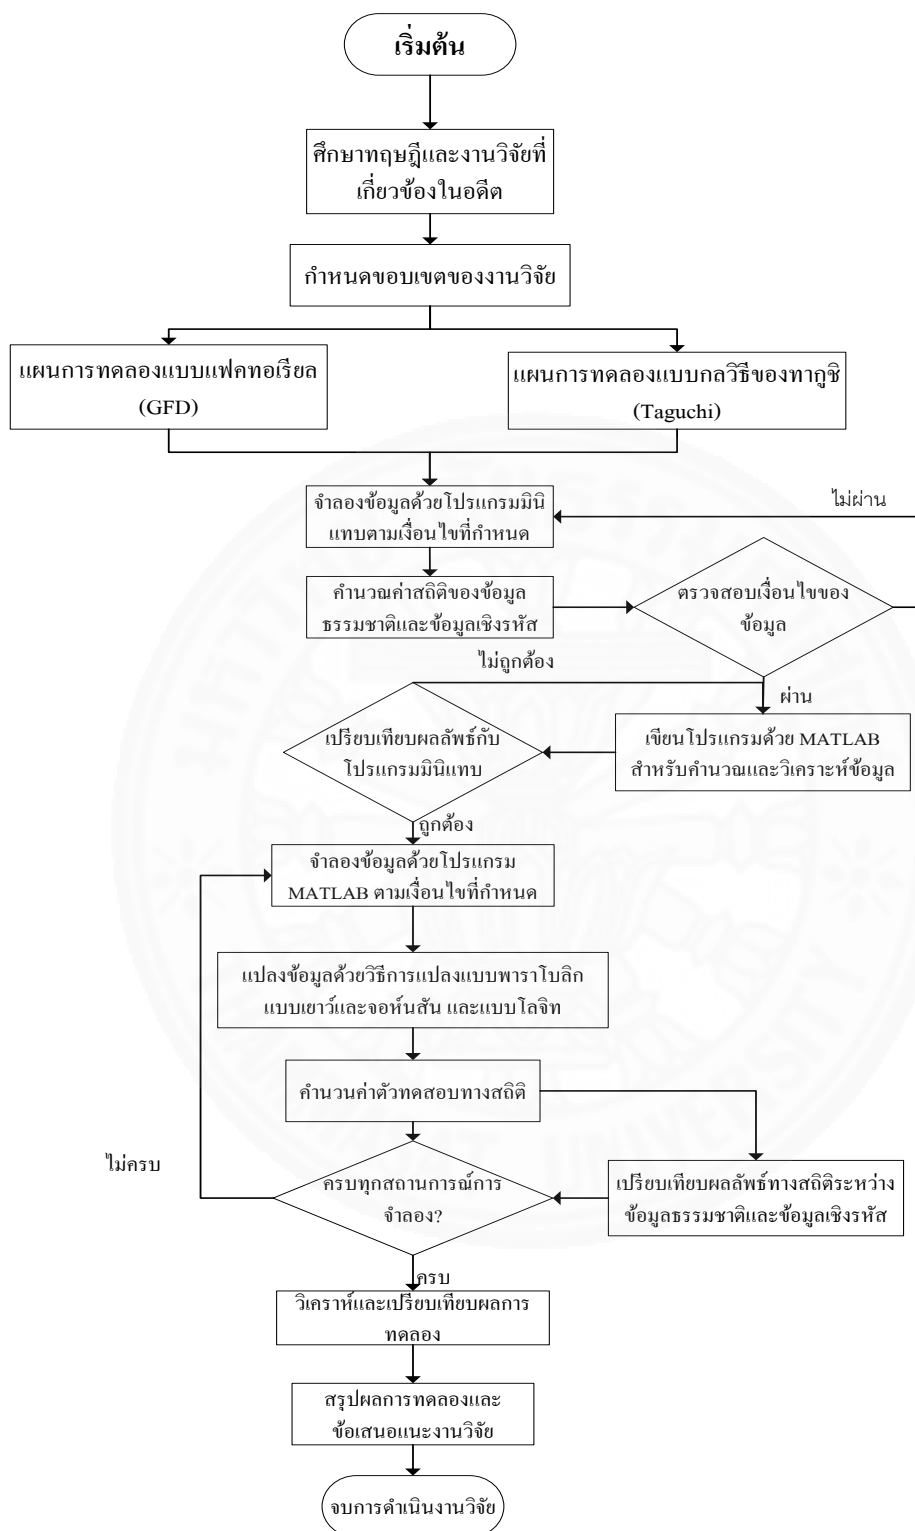 เริ่มต้น
ศึกษาทฤษฎีและงานวิจัยที่
เกี่ยวข้องในอดีต
กำหนดขอบเขตของงานวิจัย
แผนการทดลองแบบแฟคทอเรียล
(GFD)
แผนการทดลองแบบกลวิธีของทากูชิ
(Taguchi)
จำลองข้อมูลด้วยโปรแกรมมินิ
แทบตามเงื่อนไขที่กำหนด
ไม่ผ่าน
คำนวณค่าสถิติของข้อมูล
ธรรมชาติและข้อมูลเชิงรหัส
ตรวจสอบเงื่อนไขของ
ข้อมูล
ไม่ถูกต้อง
ผ่าน
เปรียบเทียบผลลัพธ์กับ
โปรแกรมมินิแทบ
เขียนโปรแกรมด้วย MATLAB
สำหรับคำนวณและวิเคราะห์ข้อมูล
ถูกต้อง
จำลองข้อมูลด้วยโปรแกรม
MATLAB ตามเงื่อนไขที่กำหนด
แปลงข้อมูลด้วยวิธีการแปลงแบบพาราโบลิก
แบบเยาว์และจอห์นสัน และแบบโลจิท
คำนวนค่าตัวทดสอบทางสถิติ
ไม่ครบ
ครบทุกสถานการณ์การ
จำลอง?
เปรียบเทียบผลลัพธ์ทางสถิติระหว่าง
ข้อมูลธรรมชาติและข้อมูลเชิงรหัส
ครบ
วิเคราห์และเปรียบเทียบผลการ
ทดลอง
สรุปผลการทดลองและ
ข้อเสนอแนะงานวิจัย
จบการดำเนินงานวิจัย